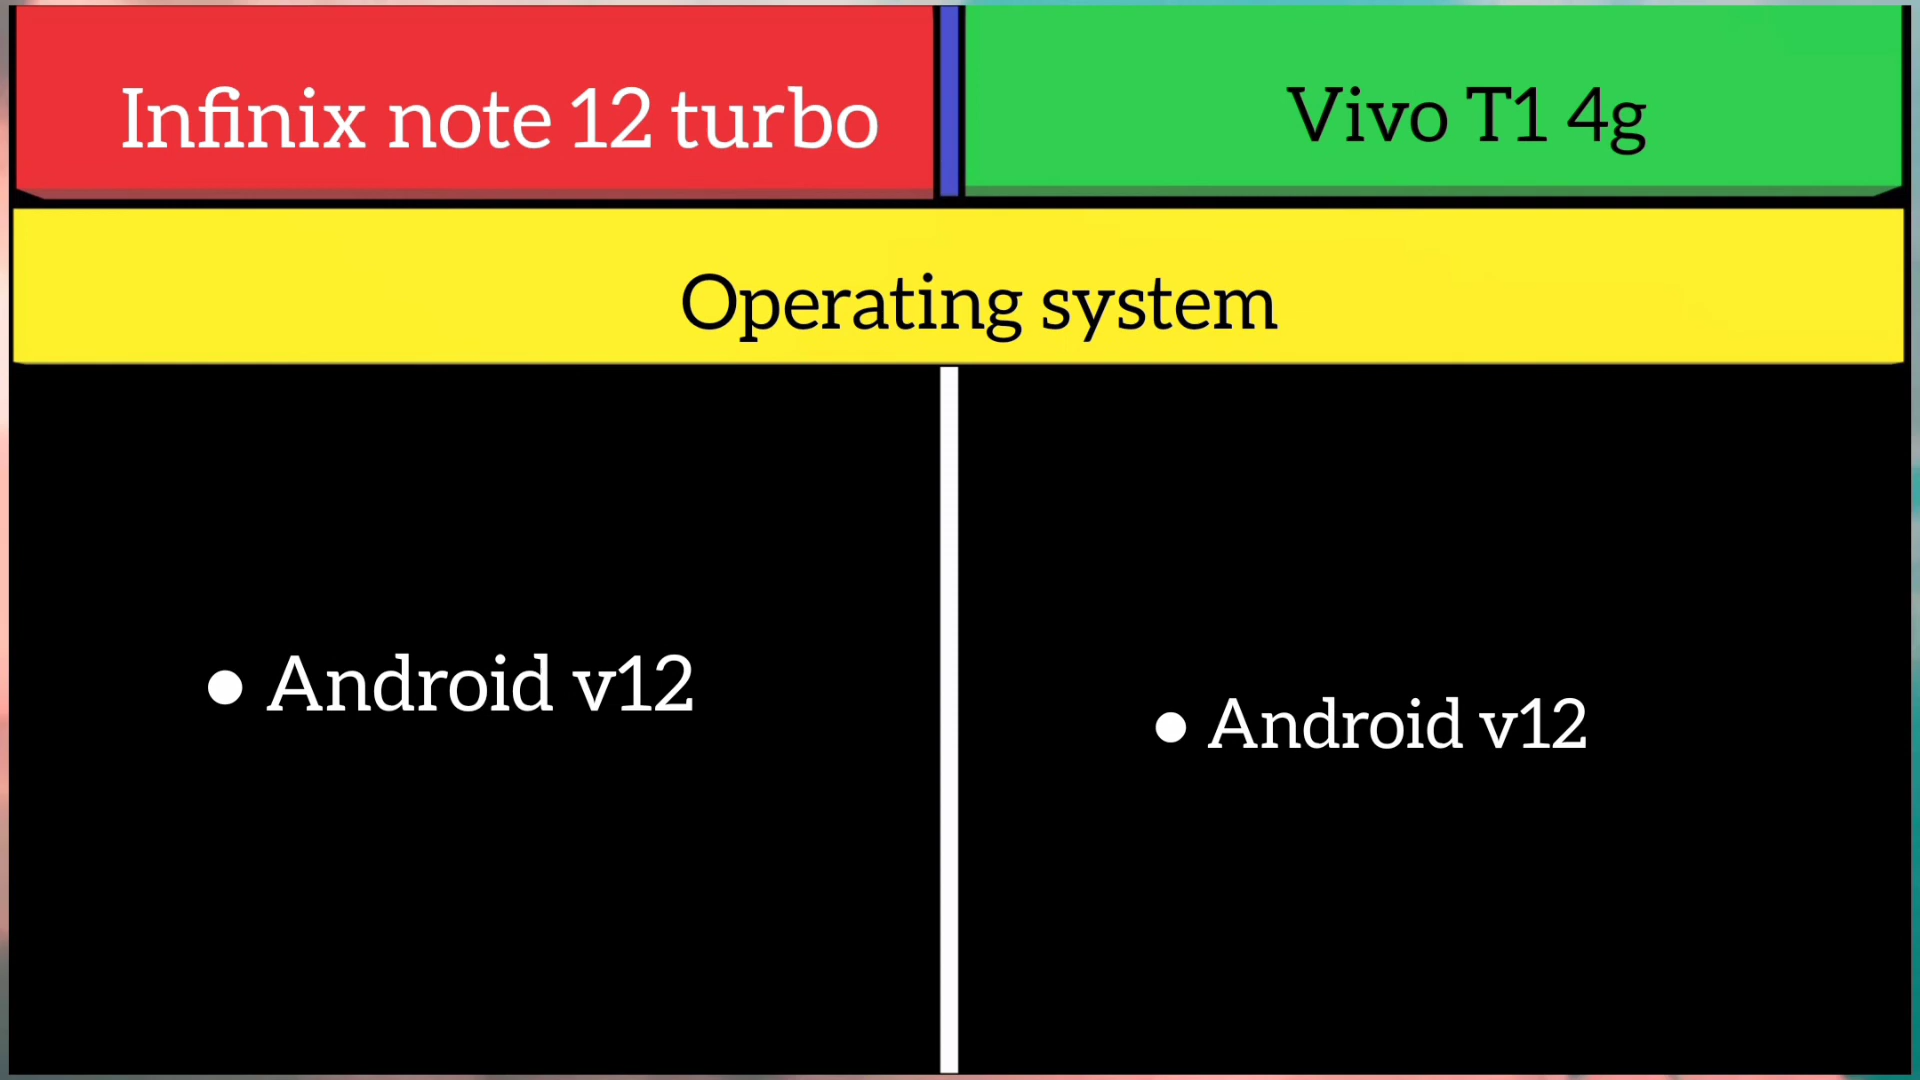 Infinix note 12 turbo
Vivo T1 4g
Operating system
• Android v12
• Android v12